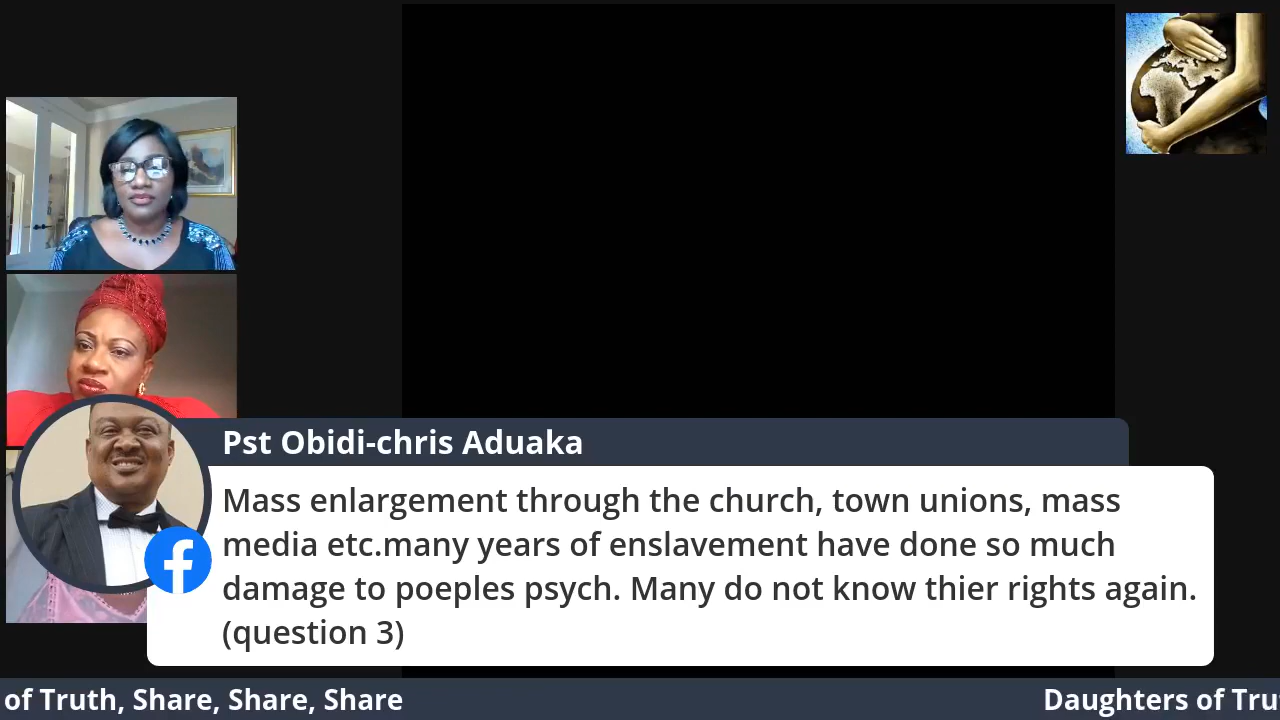 Pst Obidi-chris Aduaka
Mass enlargement through the church, town unions, mass
media etc.many years of enslavement have done so much
damage to poeples psych. Many do not know thier rights again.
(question 3)
of Truth, Share, Share, Share
Daughters of Tru